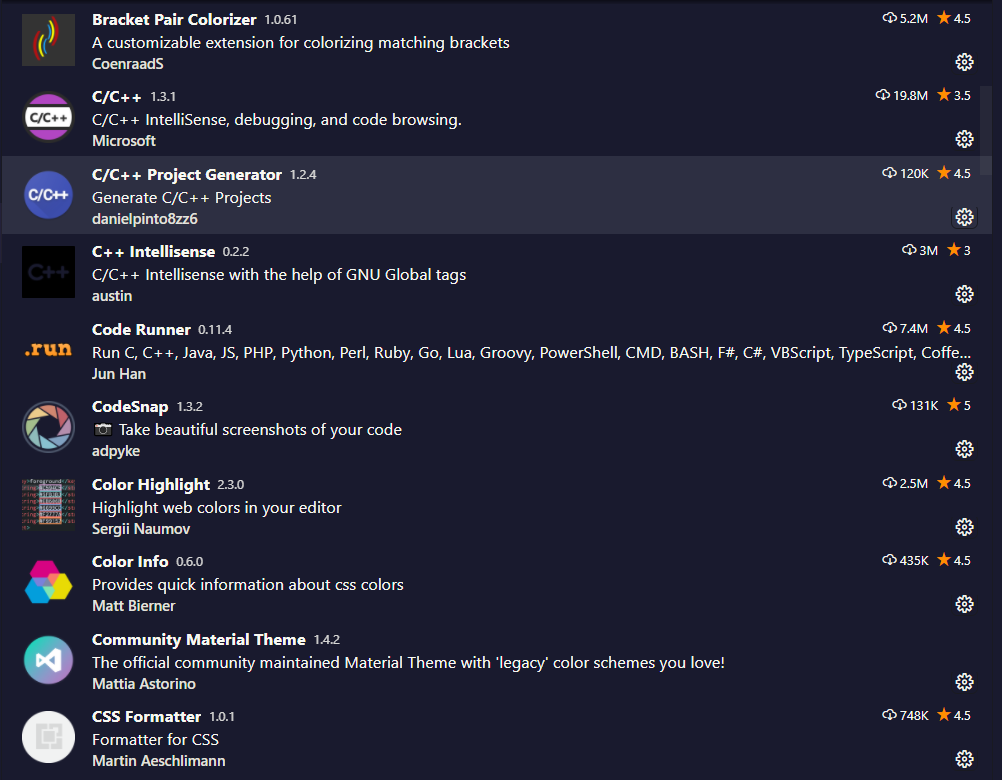 Bracket Pair Colorizer 1.0.61 5.2M 4.5
A customizable extension for colorizing matching brackets
CoenraadS
C/C++ 1.3.1 19.8M 3.5
C/C++
C/C++ IntelliSense, debugging, and code browsing.
Microsoft
C/C++ Project Generator 1.2.4 120K 4.5
C/C++
Generate C/C++ Projects
danielpinto8zz6
C++ Intellisense 0.2.2 3M 3
C++
C/C++ Intellisense with the help of GNU Global tags
austin
Code Runner 0.11.4 7.4M 4.5
.run
Run C, C++, Java, JS, PHP, Python, Perl, Ruby, Go, Lua, Groovy, PowerShell, CMD, BASH, F#, C#, VBScript, TypeScript, Coffe...
Jun Han
CodeSnap 1.3.2 131K 5
📷 Take beautiful screenshots of your code
adpyke
Color Highlight 2.3.0 2.5M 4.5
Highlight web colors in your editor
Sergii Naumov
Color Info 0.6.0 435K 4.5
Provides quick information about css colors
Matt Bierner
Community Material Theme 1.4.2
The official community maintained Material Theme with 'legacy' color schemes you love!
Mattia Astorino
CSS Formatter 1.0.1 748K 4.5
Formatter for CSS
Martin Aeschlimann